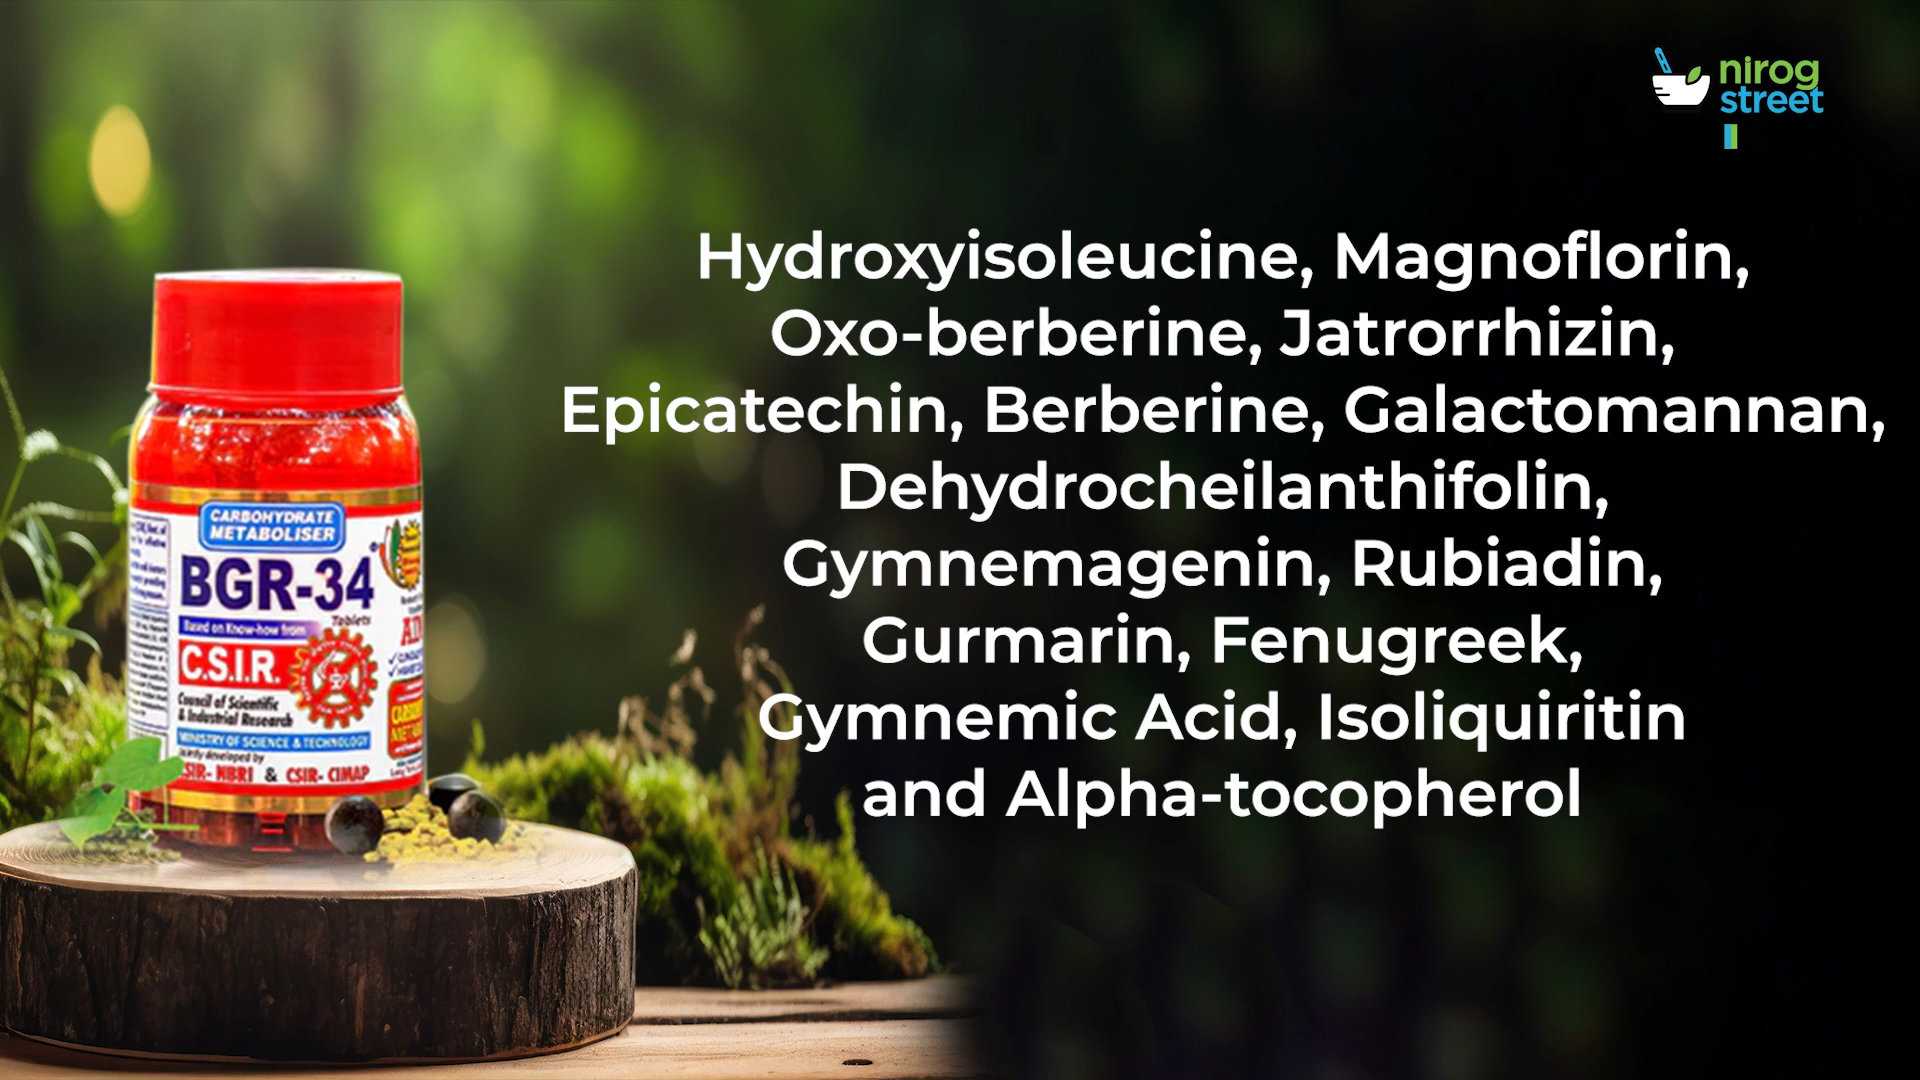 nirog
street
Hydroxyisoleucine, Magnoflorin,
Oxo-berberine, Jatrorrhizin,
Epicatechin, Berberine, Galactomannan,
Dehydrocheilanthifolin,
Gymnemagenin, Rubiadin,
Gurmarin, Fenugreek,
Gymnemic Acid, Isoliquiritin
and Alpha-tocopherol
CARBOHYDRATE
METABOLISER
BGR-34
Tablets
Based on Know-how from
C.S.I.R.
Council of Scientific
& Industrial Research
MINISTRY OF SCIENCE & TECHNOLOGY
developed by
NBRI & CSIR- CIMAP